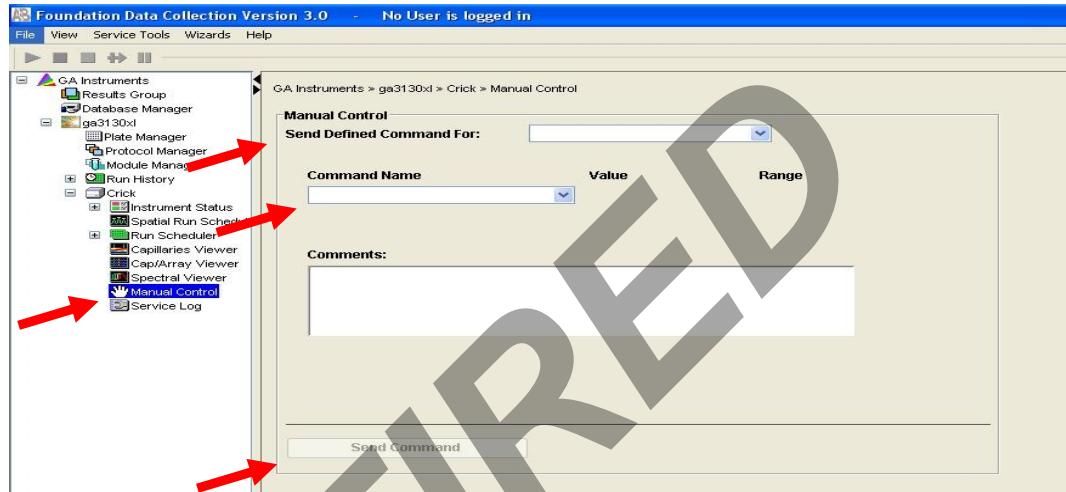 Foundation Data Collection Version 3.0 - No User is logged in
File View Service Tools Wizards Help
GA Instruments
Results Group
Database Manager
ga3130xl
Plate Manager
Protocol Manager
Module Manag
Run History
Crick
Instrument Status
Spatial Run Schedul
Run Scheduler
Capillaries Viewer
Cap/Array Viewer
Spectral Viewer
Manual Control
Service Log
GA Instruments » ga3130xl » Crick » Manual Control
Manual Control
Send Defined Command For:
Command Name Value Range
Comments:
Send Command
IRED